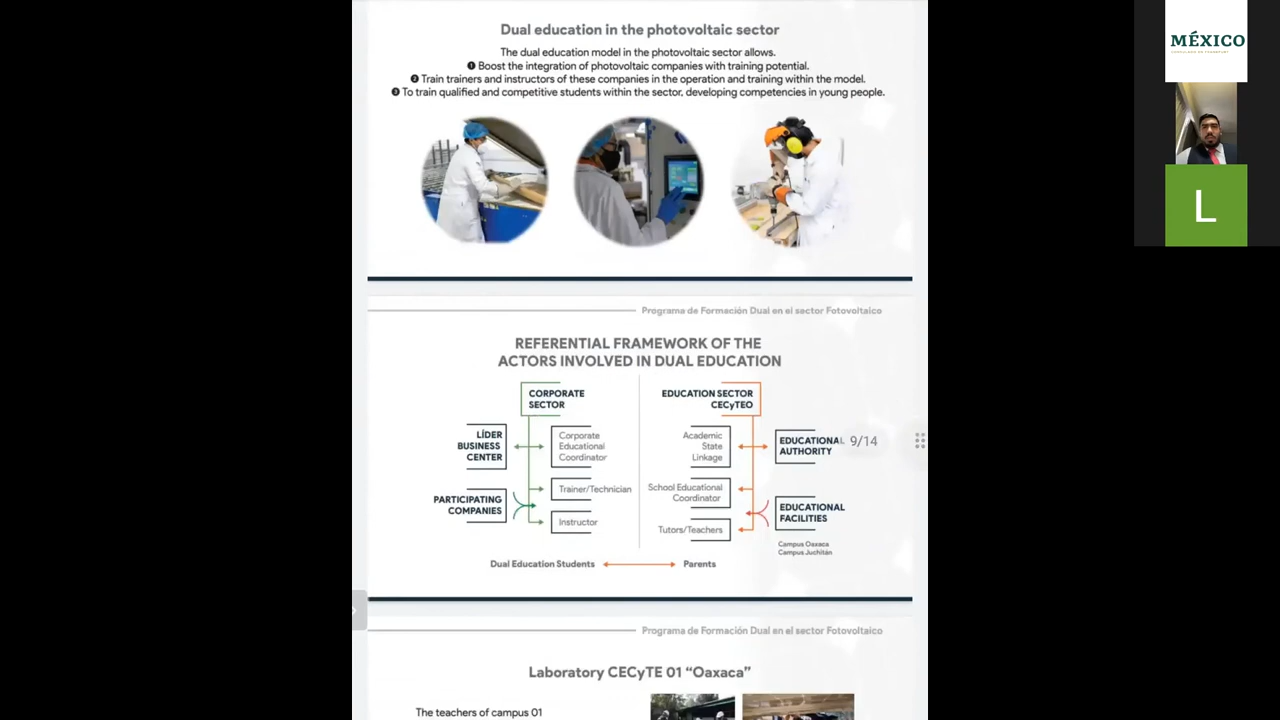 Dual education in the photovoltaic sector
The dual education model in the photovoltaic sector allows.
❶ Boost the integration of photovoltaic companies with training potential.
❷ Train trainers and instructors of these companies in the operation and training within the model.
❸ To train qualified and competitive students within the sector, developing competencies in young people.
Programa de Formación Dual en el sector Fotovoltaico
REFERENTIAL FRAMEWORK OF THE
ACTORS INVOLVED IN DUAL EDUCATION
CORPORATE
SECTOR
LÍDER
BUSINESS
CENTER
Corporate
Educational
Coordinator
PARTICIPATING
COMPANIES
Trainer/Technician
Instructor
EDUCATION SECTOR
CECyTEO
Academic
State
Linkage
EDUCATIONAL
AUTHORITY
9/14
School Educational
Coordinator
EDUCATIONAL
FACILITIES
Tutors/Teachers
Campus Oaxaca
Campus Juchitán
Dual Education Students
Parents
Programa de Formación Dual en el sector Fotovoltaico
Laboratory CECyTE 01 “Oaxaca”
The teachers of campus 01
MÉXICO
L